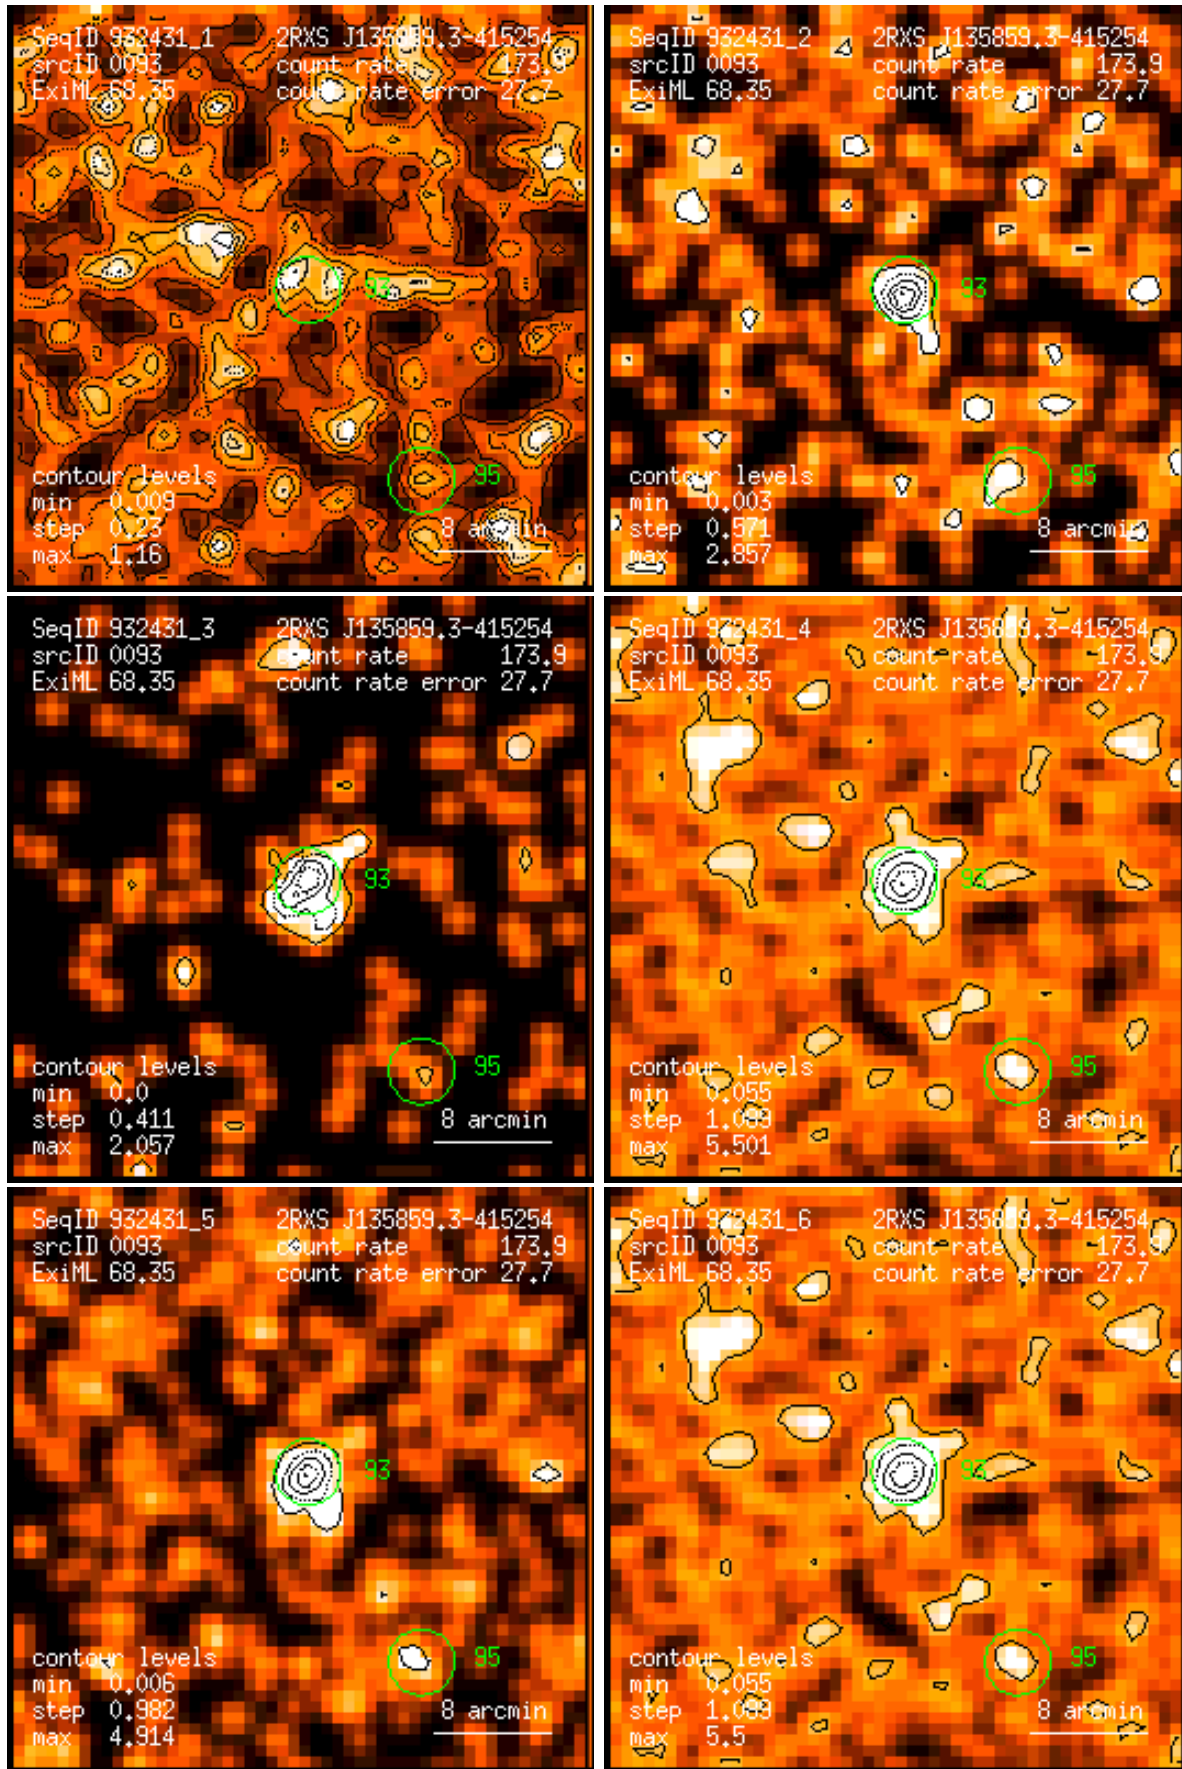 SeqID 932431_1 2RXS J135859.3-415254
srcID 0093 count rate 173.9
ExiML 68.35 count rate error 27.7
93
95
contour levels
min 0.009
step 0.23
max 1.16
8 arcmin
SeqID 932431_2 2RXS J135859.3-415254
srcID 0093 count rate 173.9
ExiML 68.35 count rate error 27.7
93
95
contour levels
min 0.003
step 0.571
max 2.857
8 arcmin
SeqID 932431_3 2RXS J135859.3-415254
srcID 0093 count rate 173.9
ExiML 68.35 count rate error 27.7
93
95
contour levels
min 0.0
step 0.411
max 2.057
8 arcmin
SeqID 932431_4 2RXS J135859.3-415254
srcID 0093 count rate 173.9
ExiML 68.35 count rate error 27.7
93
95
contour levels
min 0.055
step 1.089
max 5.501
8 arcmin
SeqID 932431_5 2RXS J135859.3-415254
srcID 0093 count rate 173.9
ExiML 68.35 count rate error 27.7
93
95
contour levels
min 0.006
step 0.982
max 4.914
8 arcmin
SeqID 932431_6 2RXS J135859.3-415254
srcID 0093 count rate 173.9
ExiML 68.35 count rate error 27.7
93
95
contour levels
min 0.055
step 1.089
max 5.5
8 arcmin